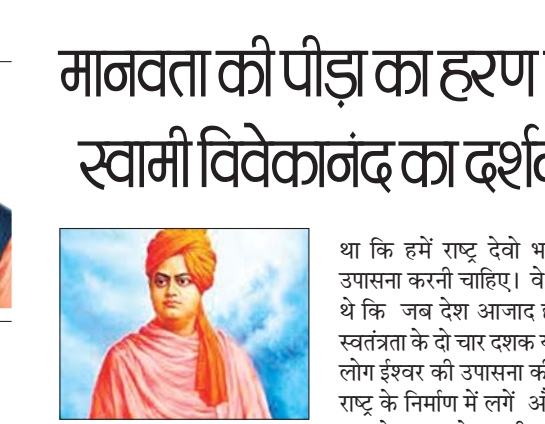 मानवता की पीड़ा का हरण
स्वामी विवेकानंद का
था कि हमें राष्ट्र देवो
उपासना करनी चाहिए। वे
थे कि जब देश आजाद
स्वतंत्रता के दो चार दशक
लोग ईश्वर की उपासना
राष्ट्र के निर्माण में लगें